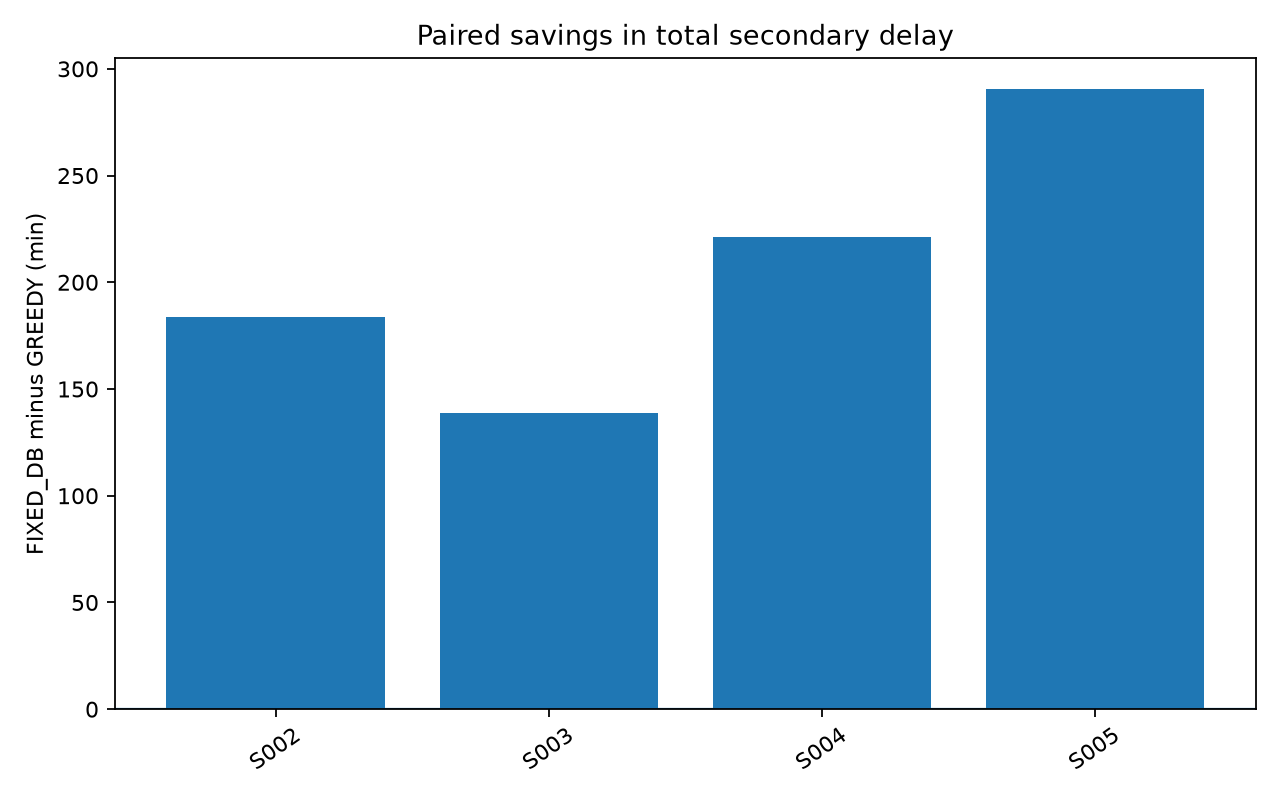 Paired savings in total secondary delay
FIXED_DB minus GREEDY (min)
300
250
200
150
100
50
0
S002
S003
S004
S005